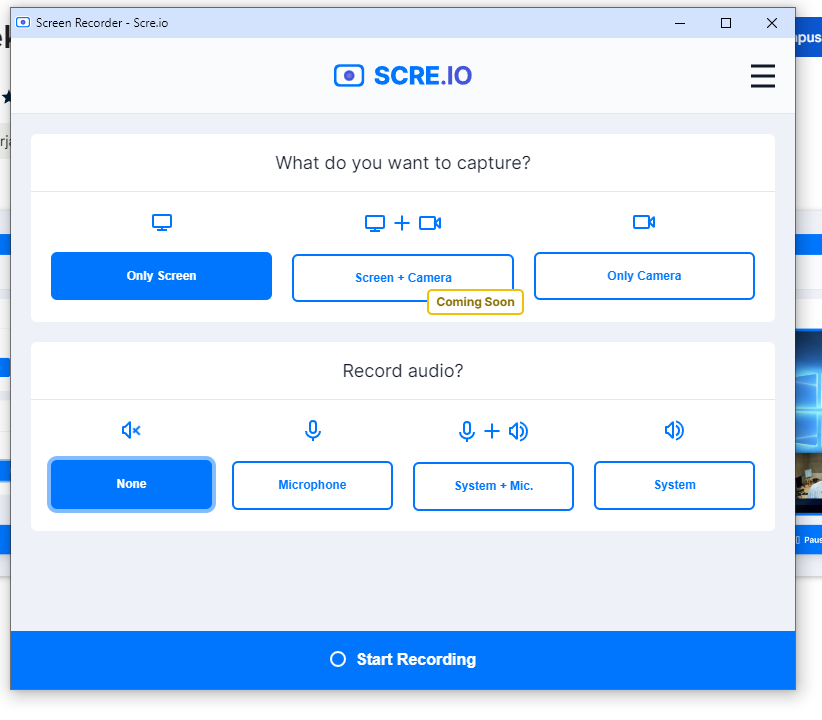 Screen Recorder - Scre.io
SCRE.IO
What do you want to capture?
Only Screen
Screen + Camera
Only Camera
Coming Soon
Record audio?
None
Microphone
System + Mic.
System
Start Recording